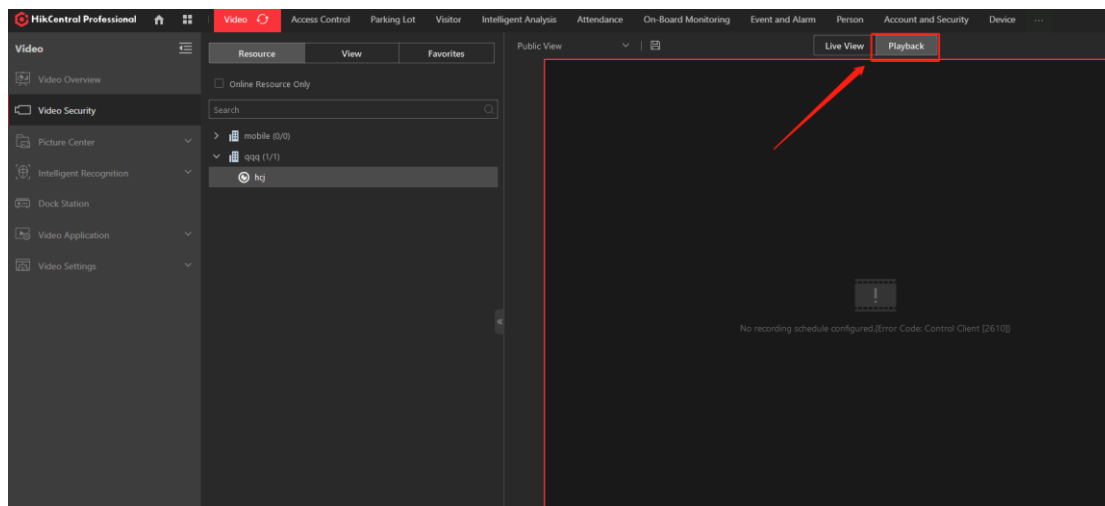 HikCentral Professional Video Access Control Parking Lot Visitor Intelligent Analysis Attendance On-Board Monitoring Event and Alarm Person Account and Security Device ...
Video
Video Overview
Video Security
Picture Center
Intelligent Recognition
Dock Station
Video Application
Video Settings
Resource View Favorites
Online Resource Only
Search
mobile (0/0)
qqq (1/1)
hcj
Public View
Live View Playback
No recording schedule configured.[Error Code: Control Client [2610]]